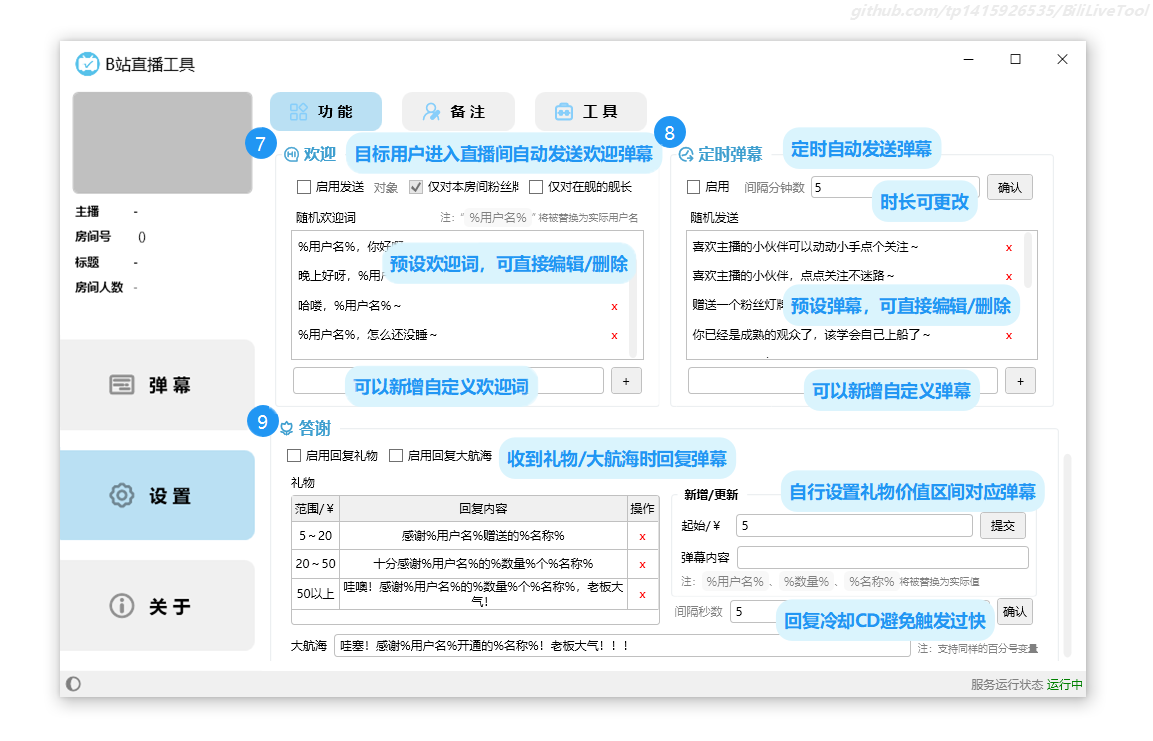 github.com/tp1415926535/BiliLiveTool
B站直播工具
功能
备注
工具
主播 -
房间号 ()
标题 -
房间人数 -
弹幕
设置
关于
7
欢迎
目标用户进入直播间自动发送欢迎弹幕
启用发送 对象 仅对本房间粉丝牌 仅对在舰的舰长
随机欢迎词 注："%用户名%"将被替换为实际用户名
%用户名%，你好啊
预设欢迎词，可直接编辑/删除
晚上好呀，%用户
哈喽，%用户名%～ x
%用户名%，怎么还没睡～ x
可以新增自定义欢迎词 +
8
定时弹幕
定时自动发送弹幕
启用 间隔分钟数 5 确认
时长可更改
随机发送
喜欢主播的小伙伴可以动动小手点个关注～ x
喜欢主播的小伙伴，点点关注不迷路～ x
赠送一个粉丝灯牌
预设弹幕，可直接编辑/删除
你已经是成熟的观众了，该学会自己上船了～ x
可以新增自定义弹幕 +
9
答谢
启用回复礼物 启用回复大航海
收到礼物/大航海时回复弹幕
礼物
范围/¥ 回复内容 操作
5～20 感谢%用户名%赠送的%名称% x
20～50 十分感谢%用户名%的%数量%个%名称% x
50以上 哇噢！感谢%用户名%的%数量%个%名称%，老板大
气！ x
新增/更新
自行设置礼物价值区间对应弹幕
起始/¥ 5 提交
弹幕内容
注： %用户名% 、 %数量% 、 %名称% 将被替换为实际值
间隔秒数 5 确认
回复冷却CD避免触发过快
大航海 哇塞！感谢%用户名%开通的%名称%！老板大气！！！
注：支持同样的百分号变量
服务运行状态 运行中